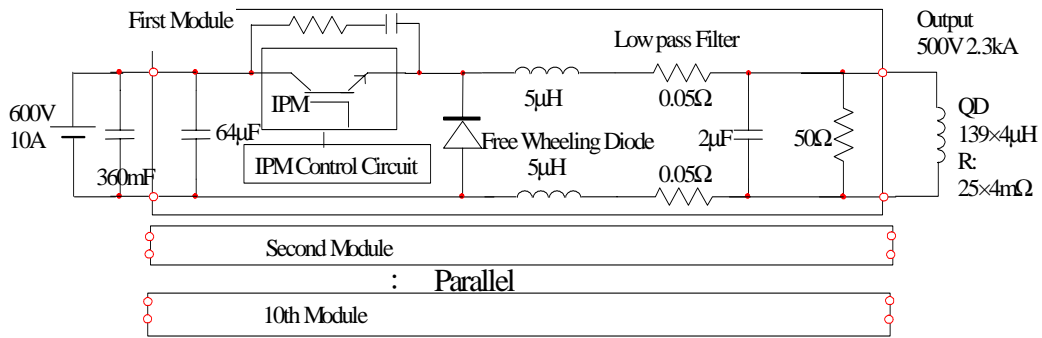 First Module
Output
500V 2.3kA
Low pass Filter
IPM
5μH
0.05Ω
600V
10A
64μF
Free Wheeling Diode
2μF
50Ω
QD
139×4μH
R:
25×4mΩ
360mF
IPM Control Circuit
5μH
0.05Ω
Second Module
: Parallel
10th Module